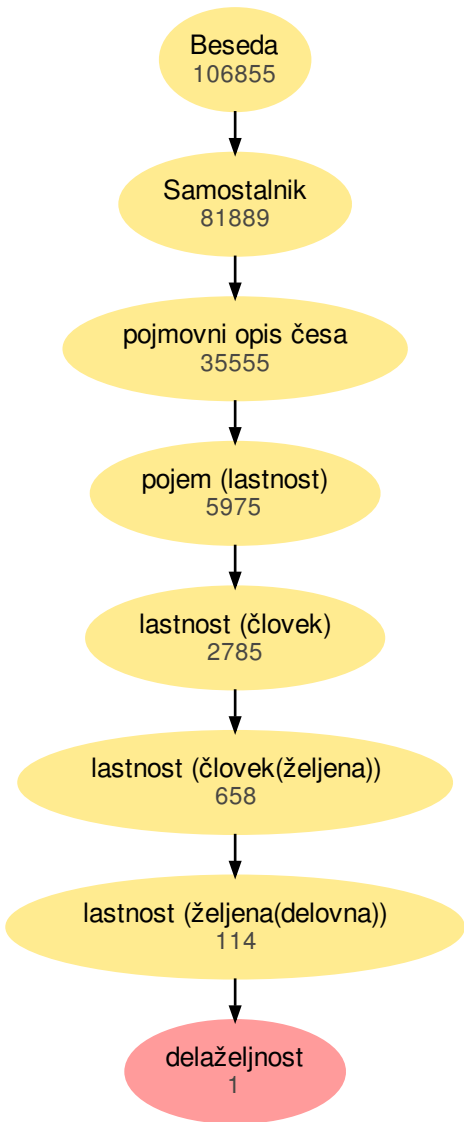 Beseda
106855
Samostalnik
81889
pojmovni opis česa
35555
pojem (lastnost)
5975
lastnost (človek)
2785
lastnost (človek(željena))
658
lastnost (željena(delovna))
114
delaželjnost
1